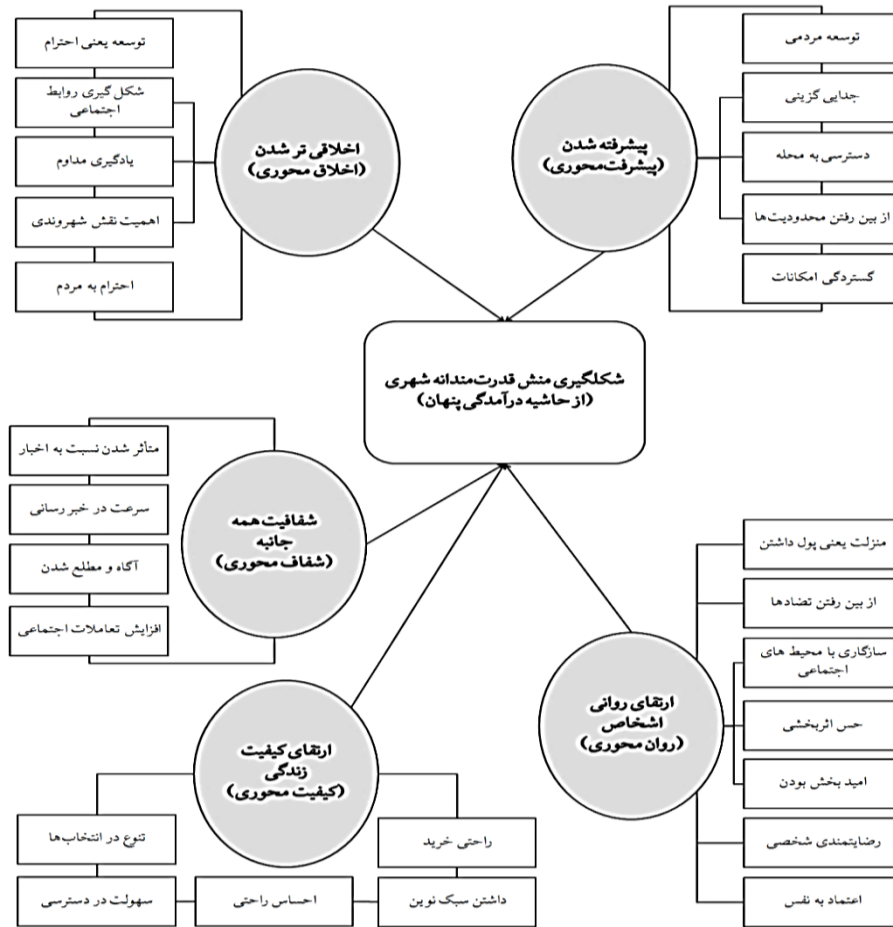 توسعه مردمی
جدایی گزینی
دسترسی به محله
از بین رفتن محدودیت‌ها
گستردگی امکانات
پیشرفته شدن
(پیشرفت‌محوری)
توسعه یعنی احترام
شکل گیری روابط
اجتماعی
یادگیری مداوم
اهمیت نقش شهروندی
احترام به مردم
اخلاقی تر شدن
(اخلاق محوری)
شکلگیری منش قدرت‌مندانه شهری
(از حاشیه درآمدگی پنهان)
متأثر شدن نسبت به اخبار
سرعت در خبر رسانی
آگاه و مطلع شدن
افزایش تعاملات اجتماعی
شفافیت همه
جانبه
(شفاف محوری)
منزلت یعنی پول داشتن
از بین رفتن تضادها
سازگاری با محیط های
اجتماعی
حس اثربخشی
امید بخش بودن
رضایتمندی شخصی
اعتماد به نفس
ارتقای روانی
اشخاص
(روان محوری)
ارتقای کیفیت
زندگی
(کیفیت محوری)
راحتی خرید
داشتن سبک نوین
احساس راحتی
سهولت در دسترسی
تنوع در انتخاب‌ها